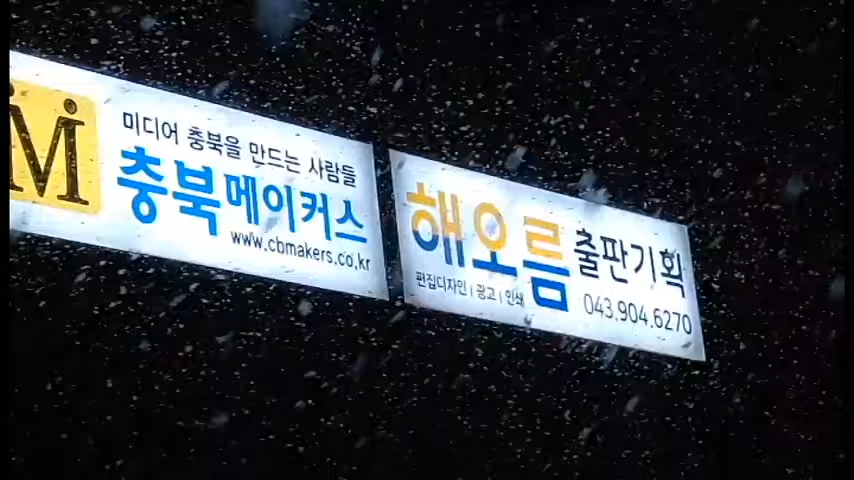 Mi
미디어 충북을 만드는 사람들
충북메이커스
www.cbmakers.co.kr
해오름 출판기획
편집디자인 | 광고 | 인쇄
043.904.6270